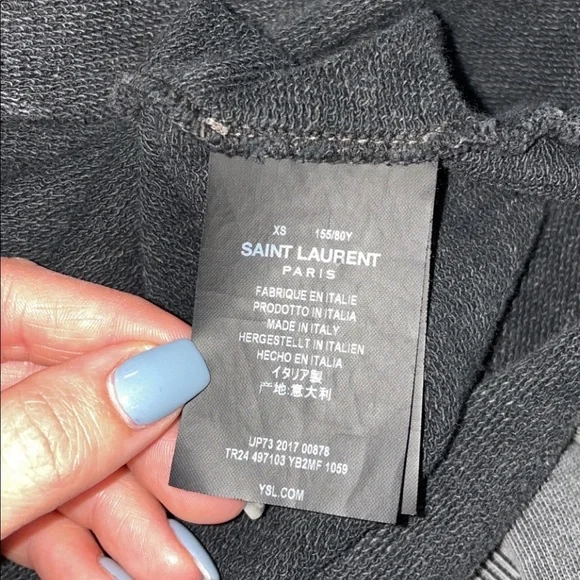 XS 155/80Y
SAINT LAURENT
PARIS
FABRIQUE EN ITALIE
PRODOTTO IN ITALIA
MADE IN ITALY
HERGESTELLT IN ITALIEN
HECHO EN ITALIA
イタリア製
产地:意大利
UP73 2017 00878
TR24 497103 YB2MF 1059
YSL.COM